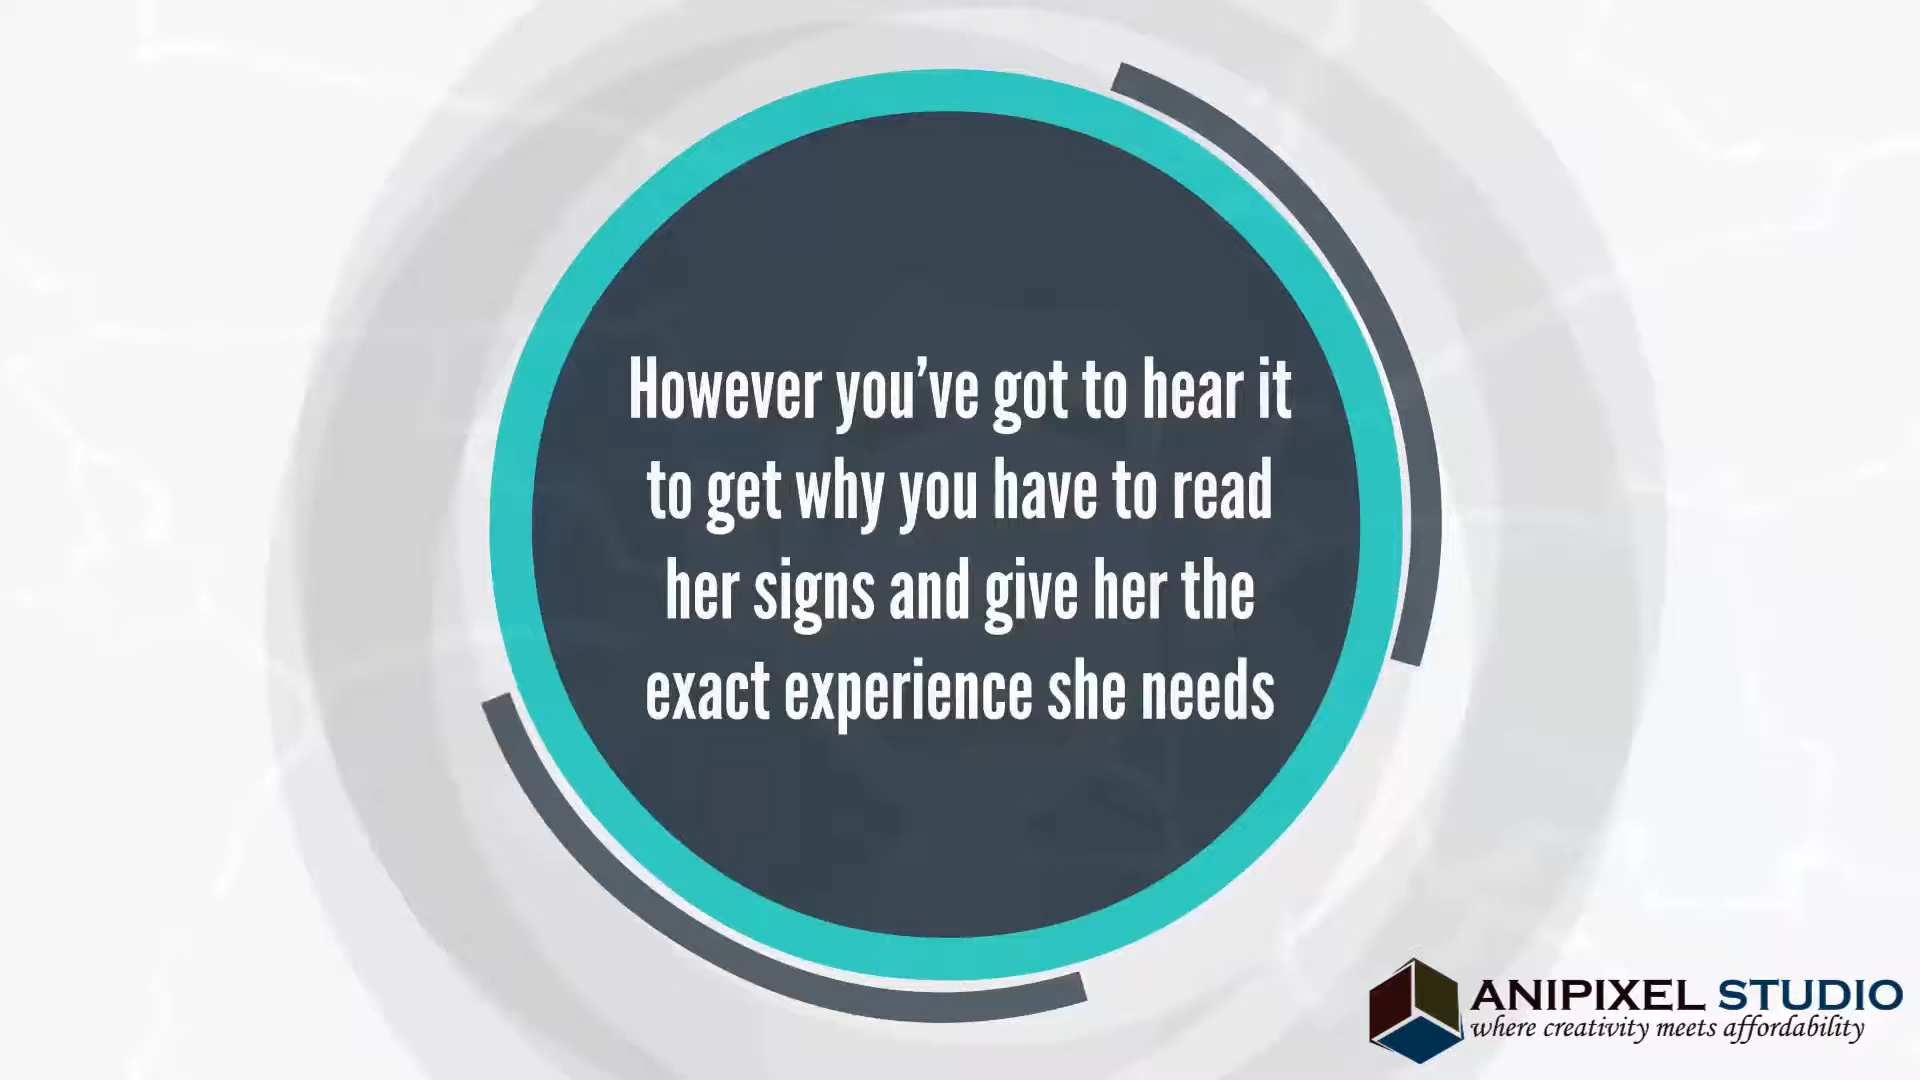 However you’ve got to hear it
to get why you have to read
her signs and give her the
exact experience she needs
ANIPIXEL STUDIO
where creativity meets affordability